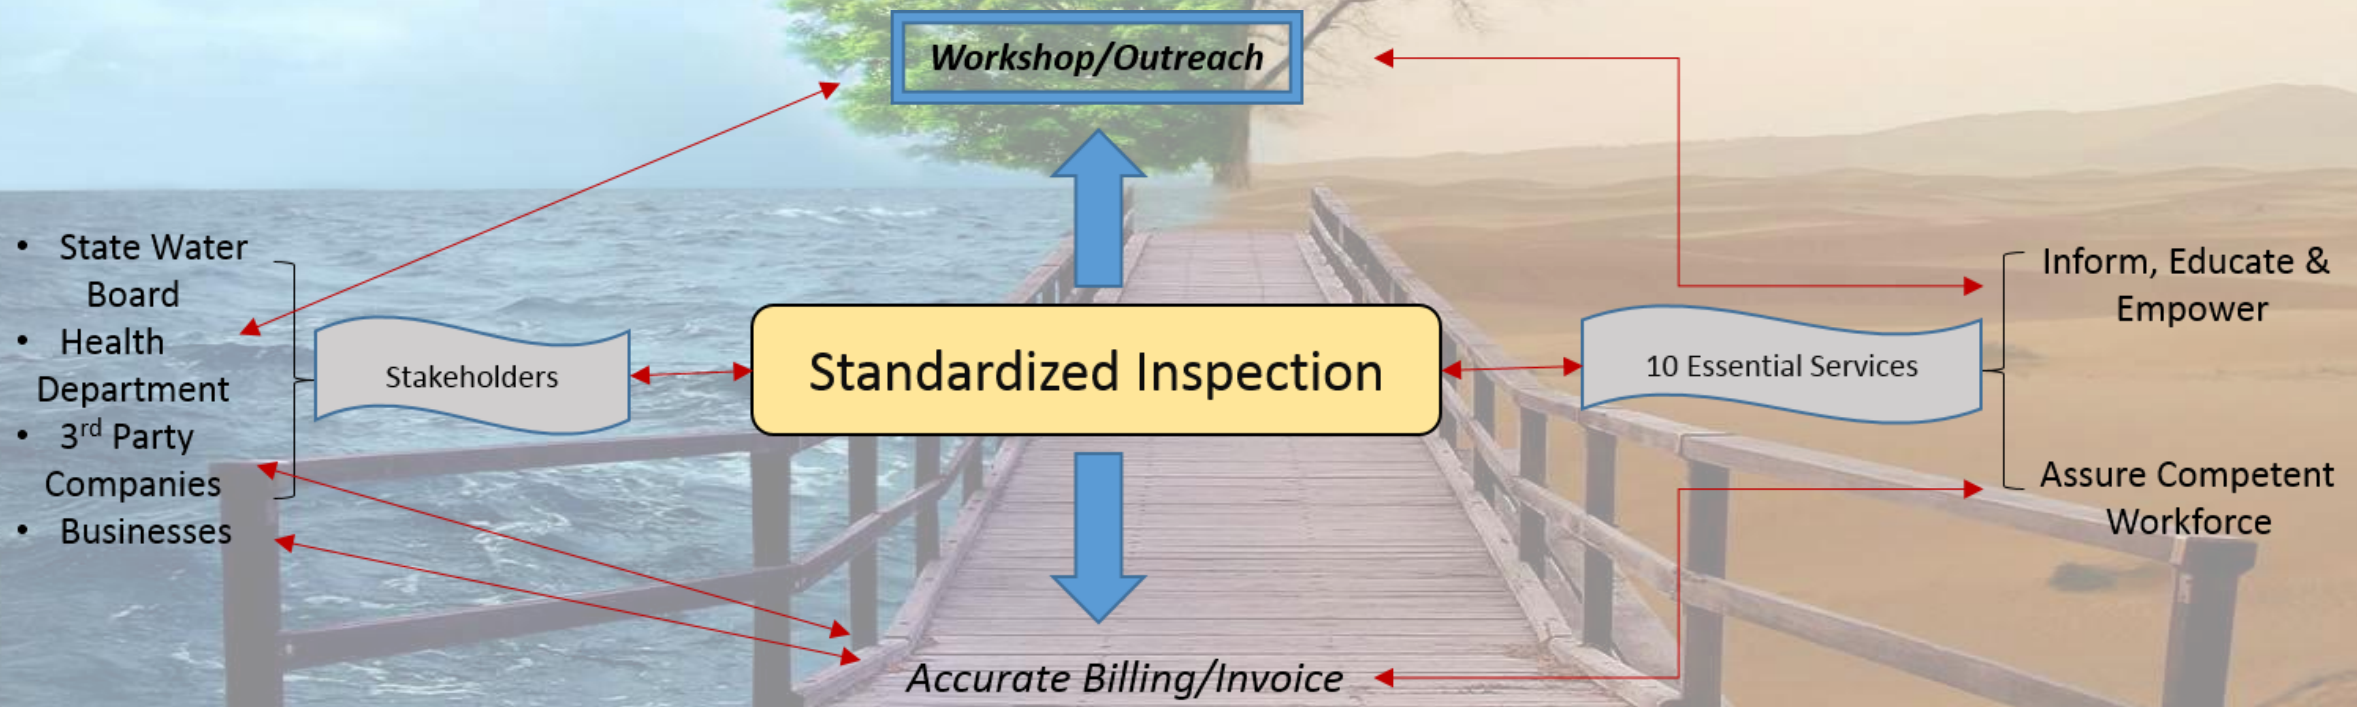 Workshop/Outreach
• State Water
Board
• Health
Department
• 3rd Party
Companies
• Businesses
Stakeholders
Standardized Inspection
10 Essential Services
Inform, Educate &
Empower
Assure Competent
Workforce
Accurate Billing/Invoice